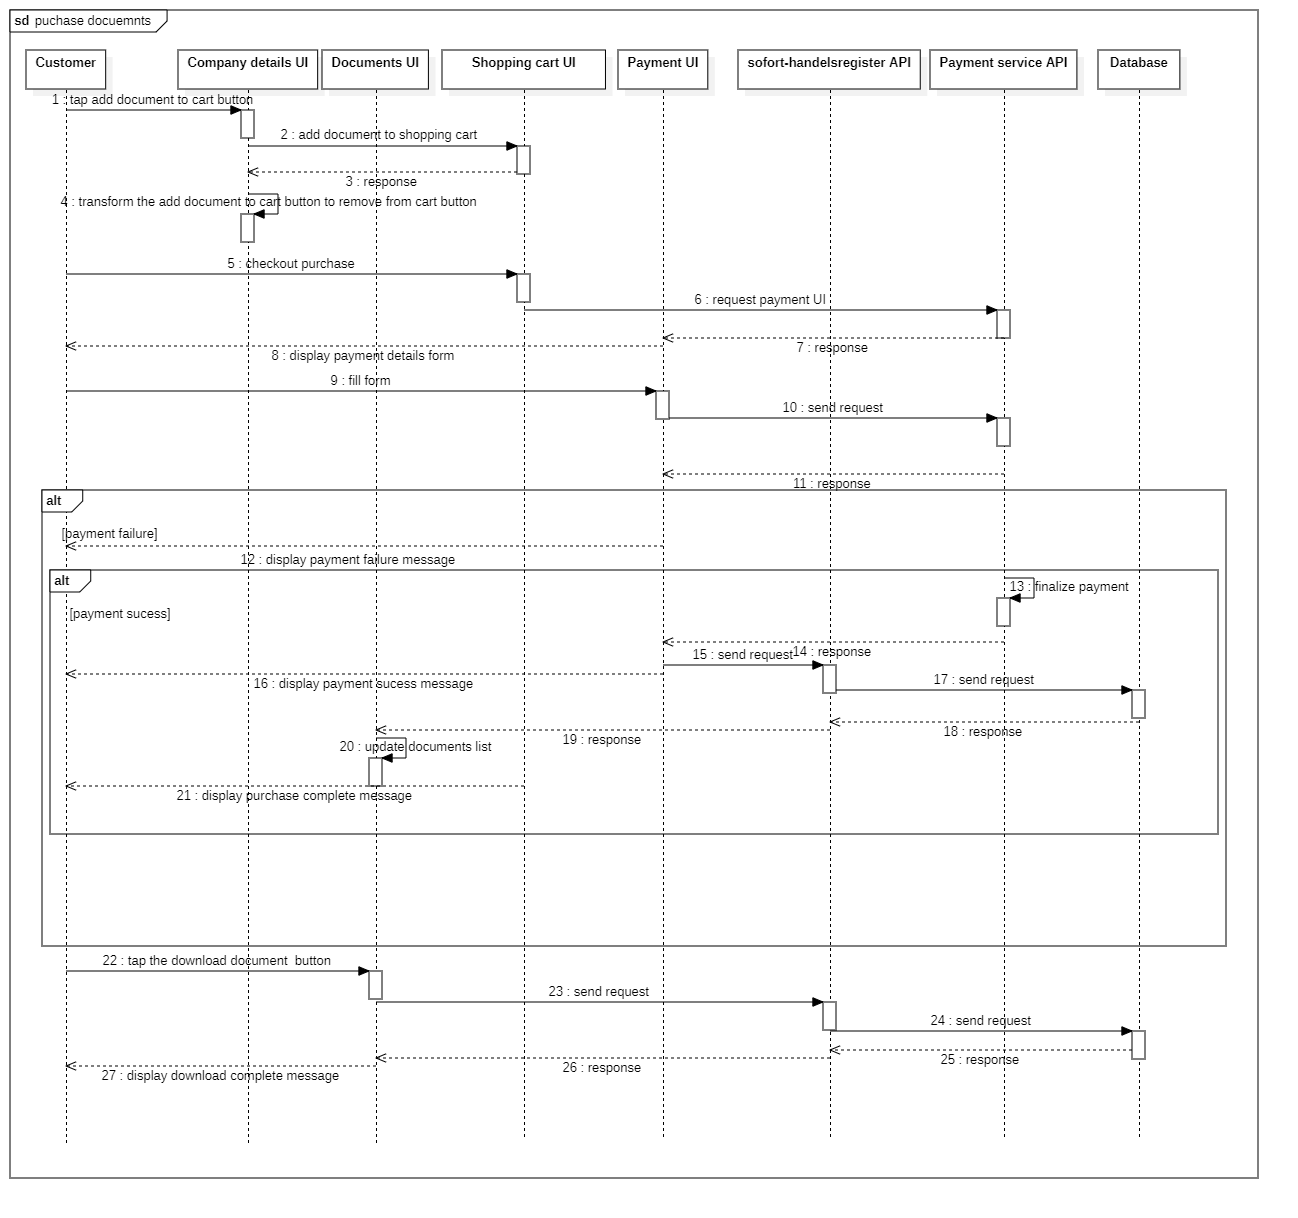 sd puchase docuemnts
Customer
Company details UI
Documents UI
Shopping cart UI
Payment UI
sofort-handelsregister API
Payment service API
Database
1 : tap add document to cart button
2 : add document to shopping cart
3 : response
4 : transform the add document to cart button to remove from cart button
5 : checkout purchase
6 : request payment UI
7 : response
8 : display payment details form
9 : fill form
10 : send request
11 : response
alt
[payment failure]
12 : display payment failure message
alt
13 : finalize payment
[payment sucess]
14 : response
15 : send request
16 : display payment sucess message
17 : send request
18 : response
19 : response
20 : update documents list
21 : display purchase complete message
22 : tap the download document  button
23 : send request
24 : send request
25 : response
26 : response
27 : display download complete message